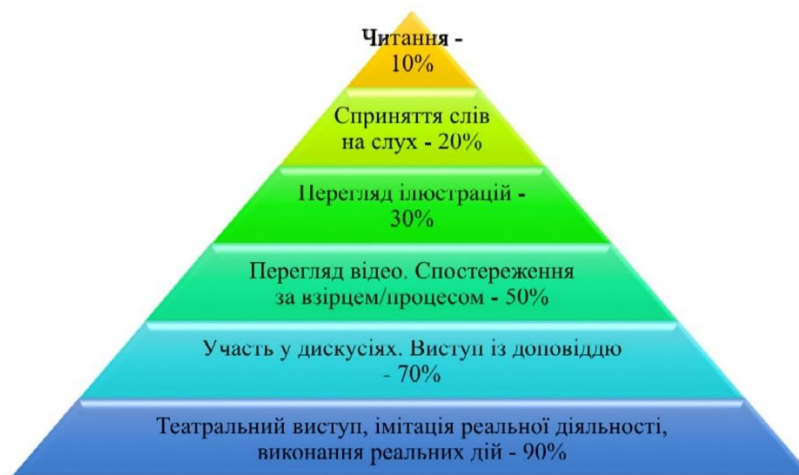 Читання -
10%
Сприняття слів
на слух - 20%
Перегляд ілюстрацій -
30%
Перегляд відео. Спостереження
за взірцем/процесом - 50%
Участь у дискусіях. Виступ із доповіддю
- 70%
Театральний виступ, імітація реальної діяльності,
виконання реальних дій - 90%